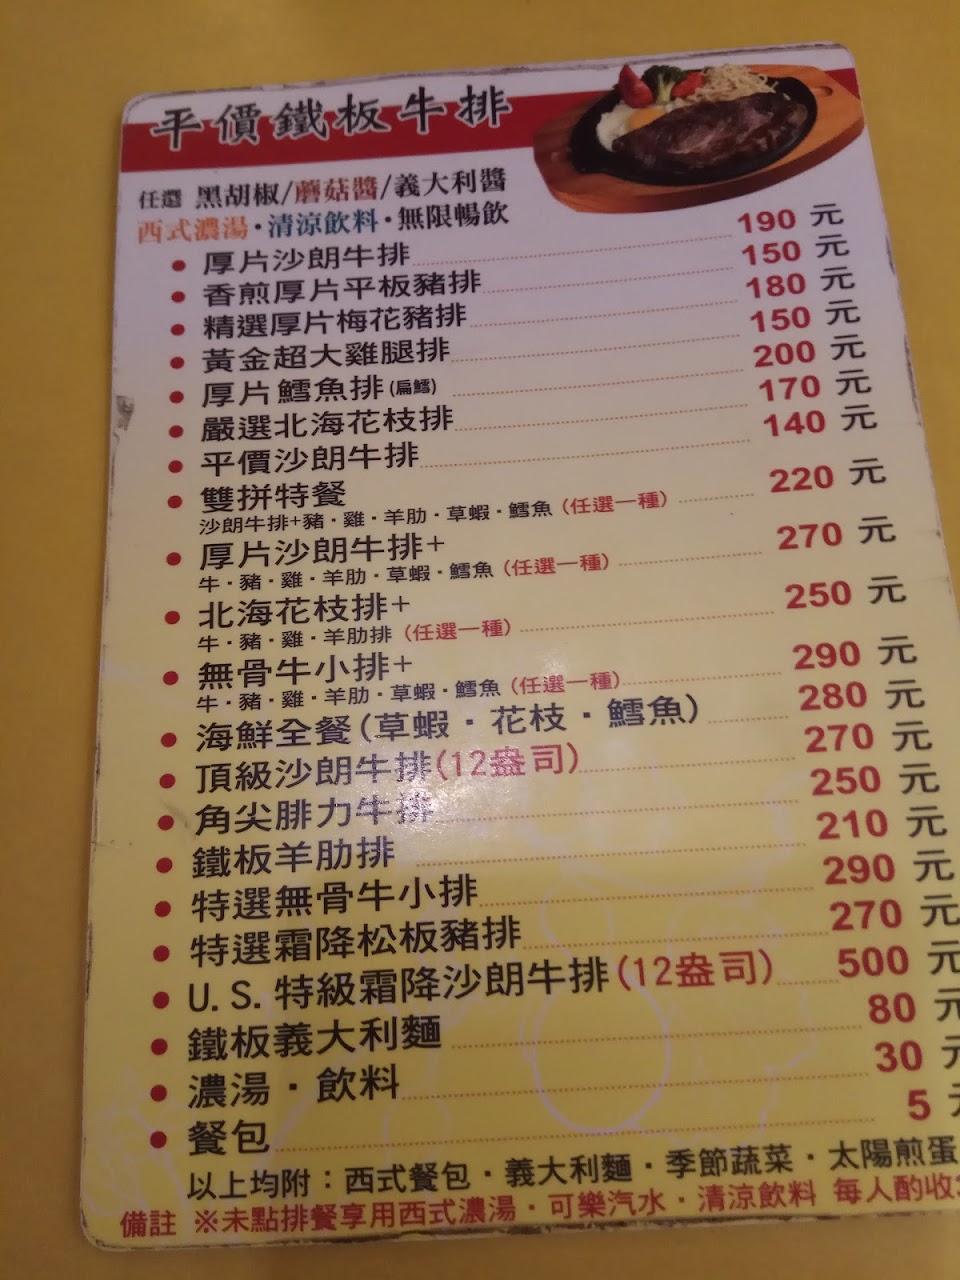 平價鐵板牛排
任選 黑胡椒/蘑菇醬/義大利醬
西式濃湯·清涼飲料·無限暢飲
• 厚片沙朗牛排 190 元
• 香煎厚片平板豬排 150 元
• 精選厚片梅花豬排 180 元
• 黃金超大雞腿排 150 元
• 厚片鱈魚排(扁鱈) 200 元
• 嚴選北海花枝排 170 元
• 平價沙朗牛排 140 元
• 雙拼特餐
沙朗牛排+豬·雞·羊肋·草蝦·鱈魚(任選一種) 220 元
• 厚片沙朗牛排+
牛·豬·雞·羊肋·草蝦·鱈魚(任選一種) 270 元
• 北海花枝排+
牛·豬·雞·羊肋排(任選一種) 250 元
• 無骨牛小排+
牛·豬·雞·羊肋·草蝦·鱈魚(任選一種) 290 元
• 海鮮全餐(草蝦·花枝·鱈魚) 280 元
• 頂級沙朗牛排(12盎司) 270 元
• 角尖腓力牛排 250 元
• 鐵板羊肋排 210 元
• 特選無骨牛小排 290 元
• 特選霜降松板豬排 270 元
• U.S.特級霜降沙朗牛排(12盎司) 500 元
• 鐵板義大利麵 80 元
• 濃湯·飲料 30 元
• 餐包 5
以上均附：西式餐包·義大利麵·季節蔬菜·太陽煎蛋
備註 ※未點排餐享用西式濃湯·可樂汽水·清涼飲料 每人酌收